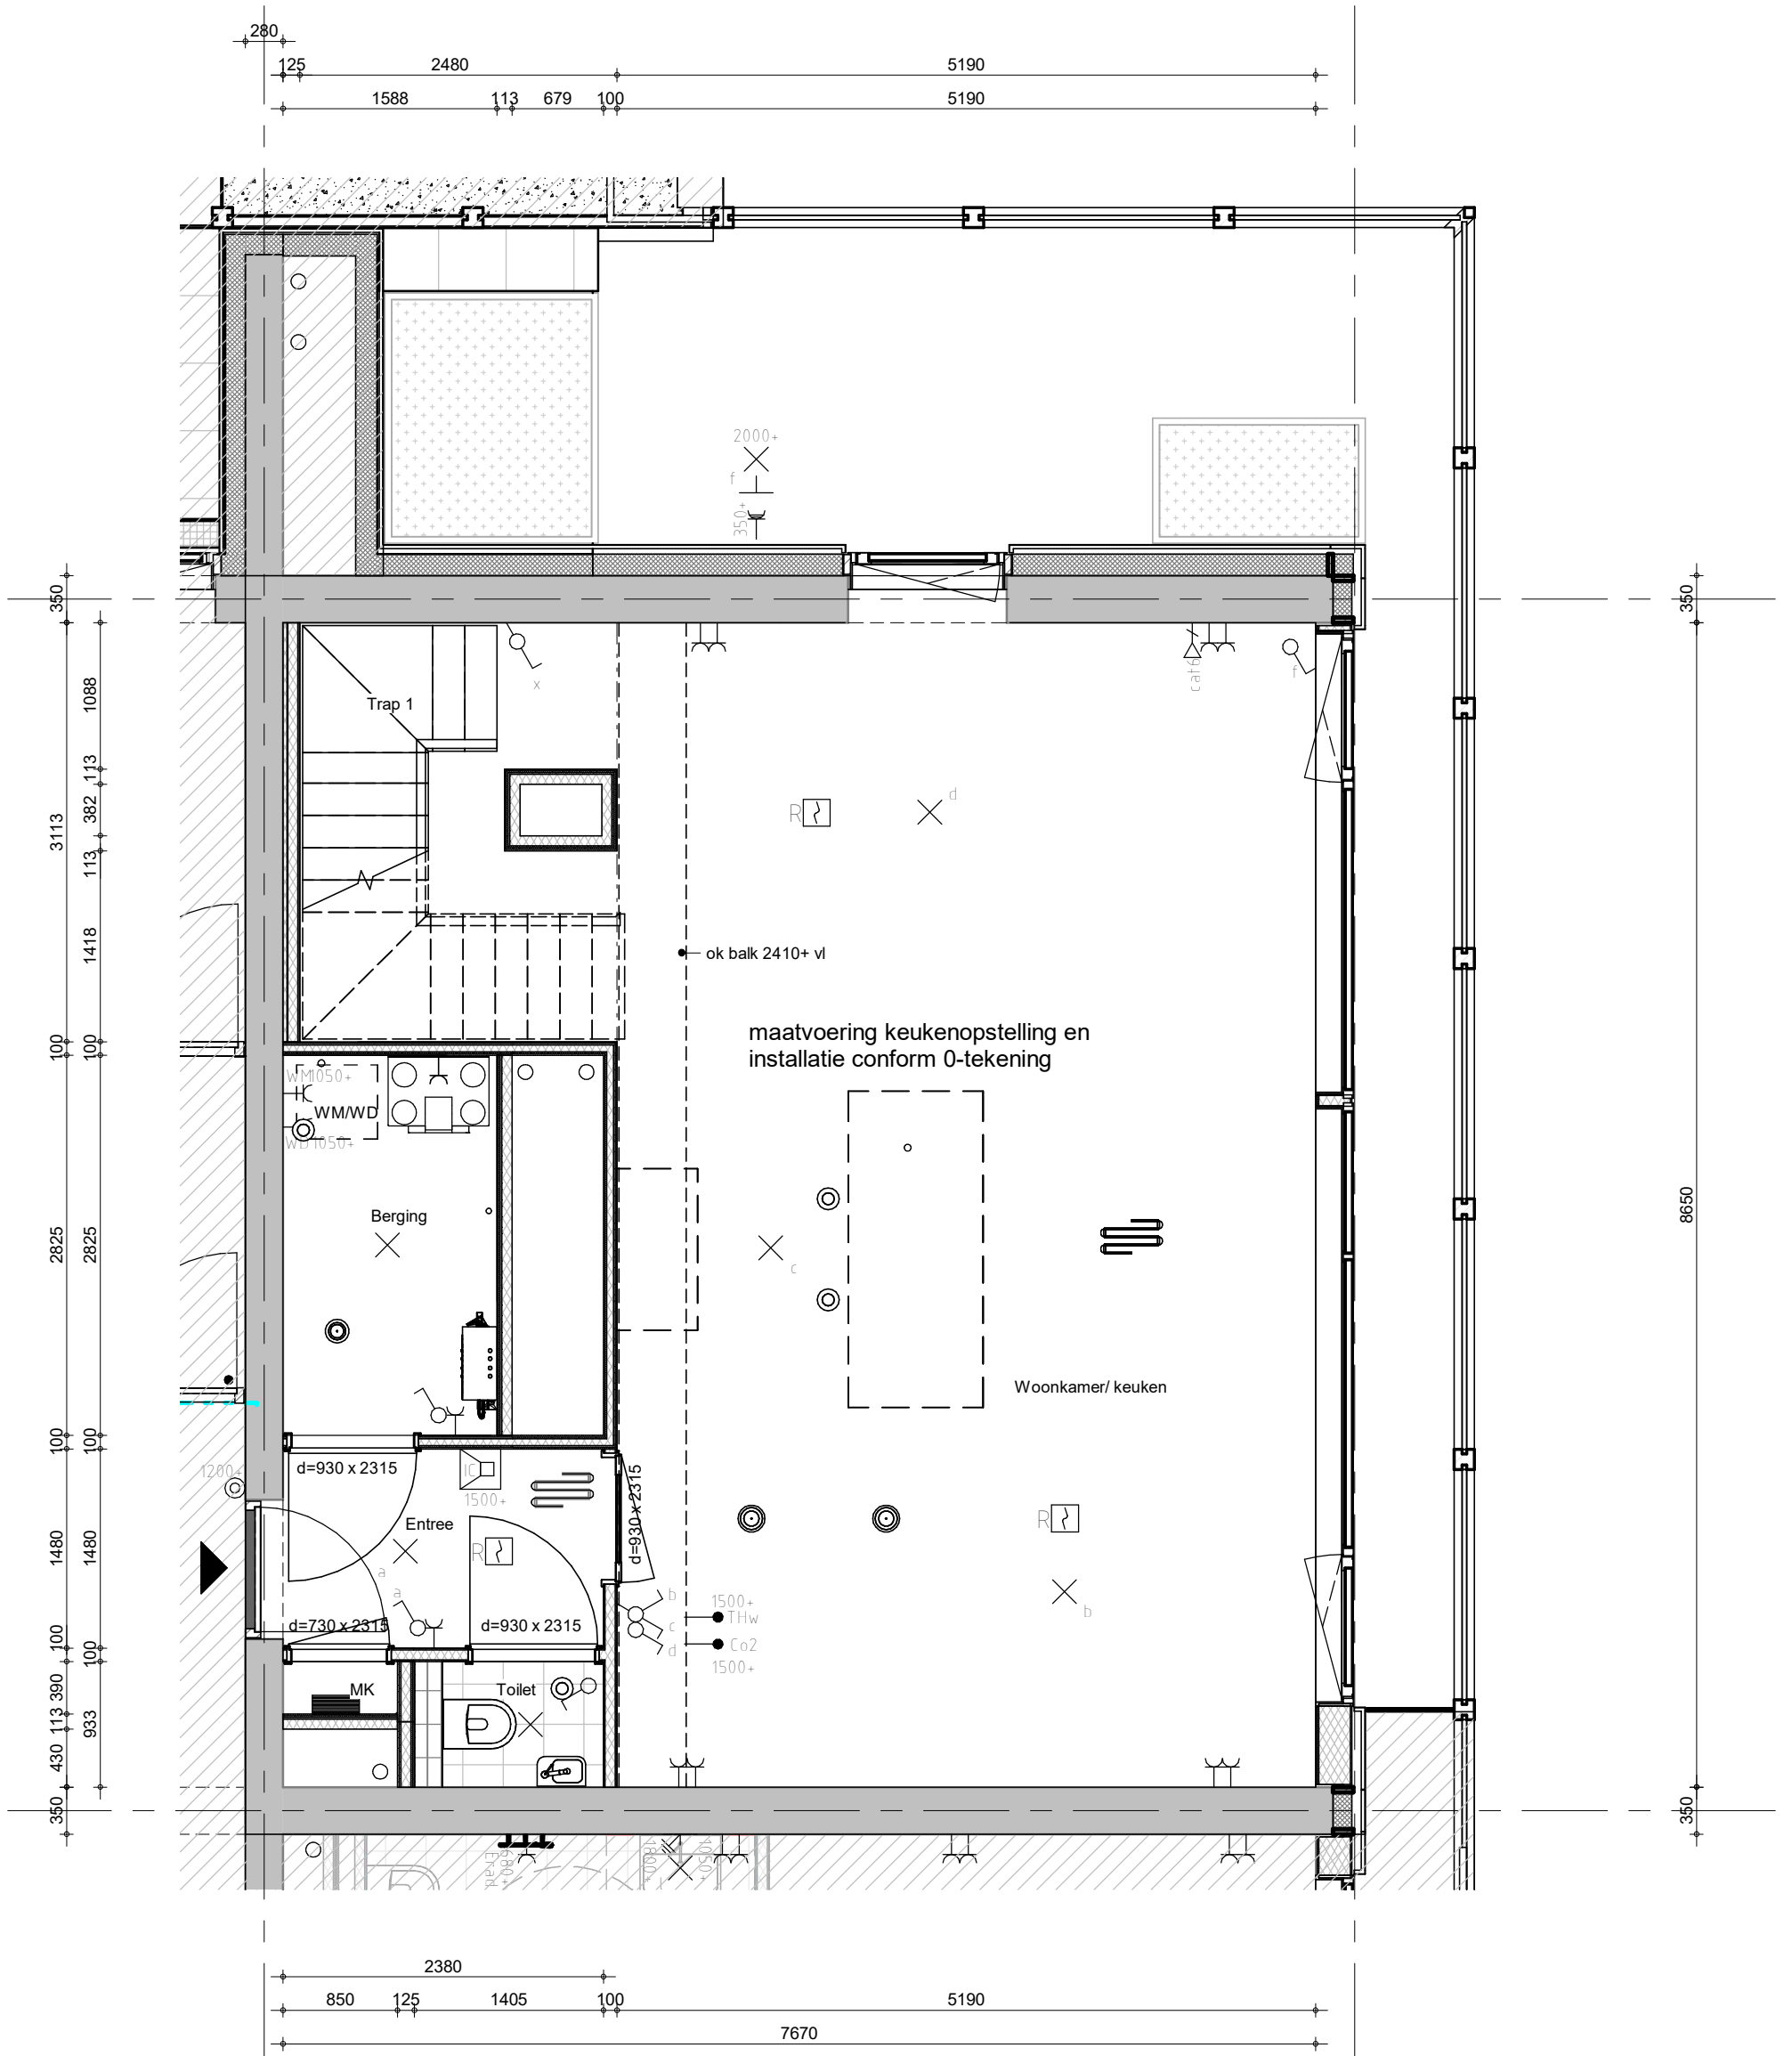 280
125 2480 5190
1588 113 679 100 5190
2000+
f
350+
350
350
x
cat6
f
Trap 1
1088
113
382
3113
113
R
d
1418
ok balk 2410+ vl
maatvoering keukenopstelling en
installatie conform 0-tekening
100 100
WM1050+
WM/WD
WD1050+
8650
Berging
2825 2825
c
Woonkamer/ keuken
100 100
d=930 x 2315
IC
1200+
1500+
d=930 x 2315
R
Entree
R
1480 1480
a
a
b
b
1500+
THw
d=730 x 2315
d=930 x 2315
c
d
Co2
1500+
100 100
MK
Toilet
390
113
933
430
350
350
1680+
1800+
1050+
2380
850 125 1405 100 5190
7670